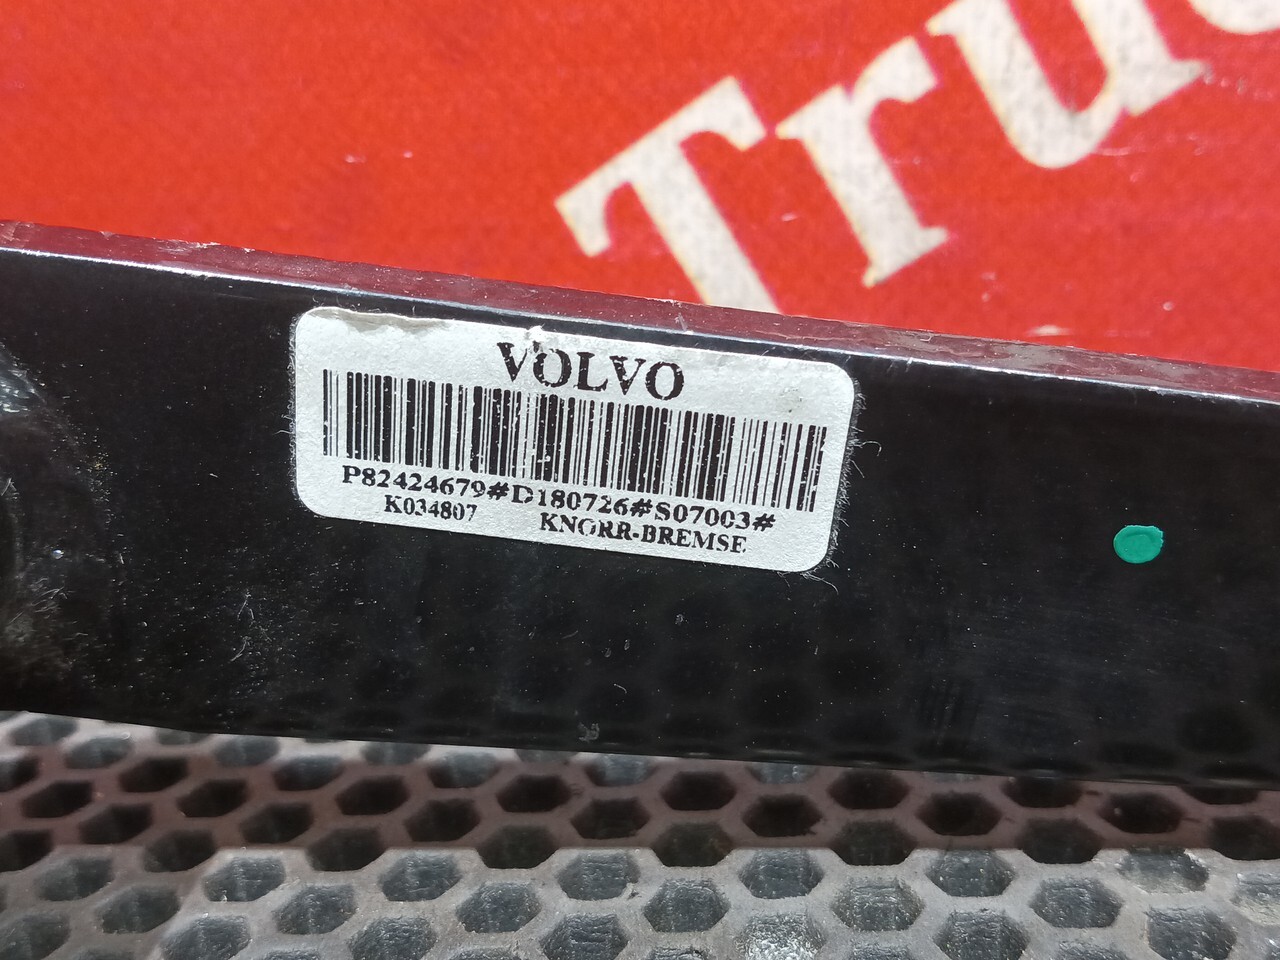 Tru
VOLVO
P82424679#D180726#S07003#
K034807 KNORR-BREMSE